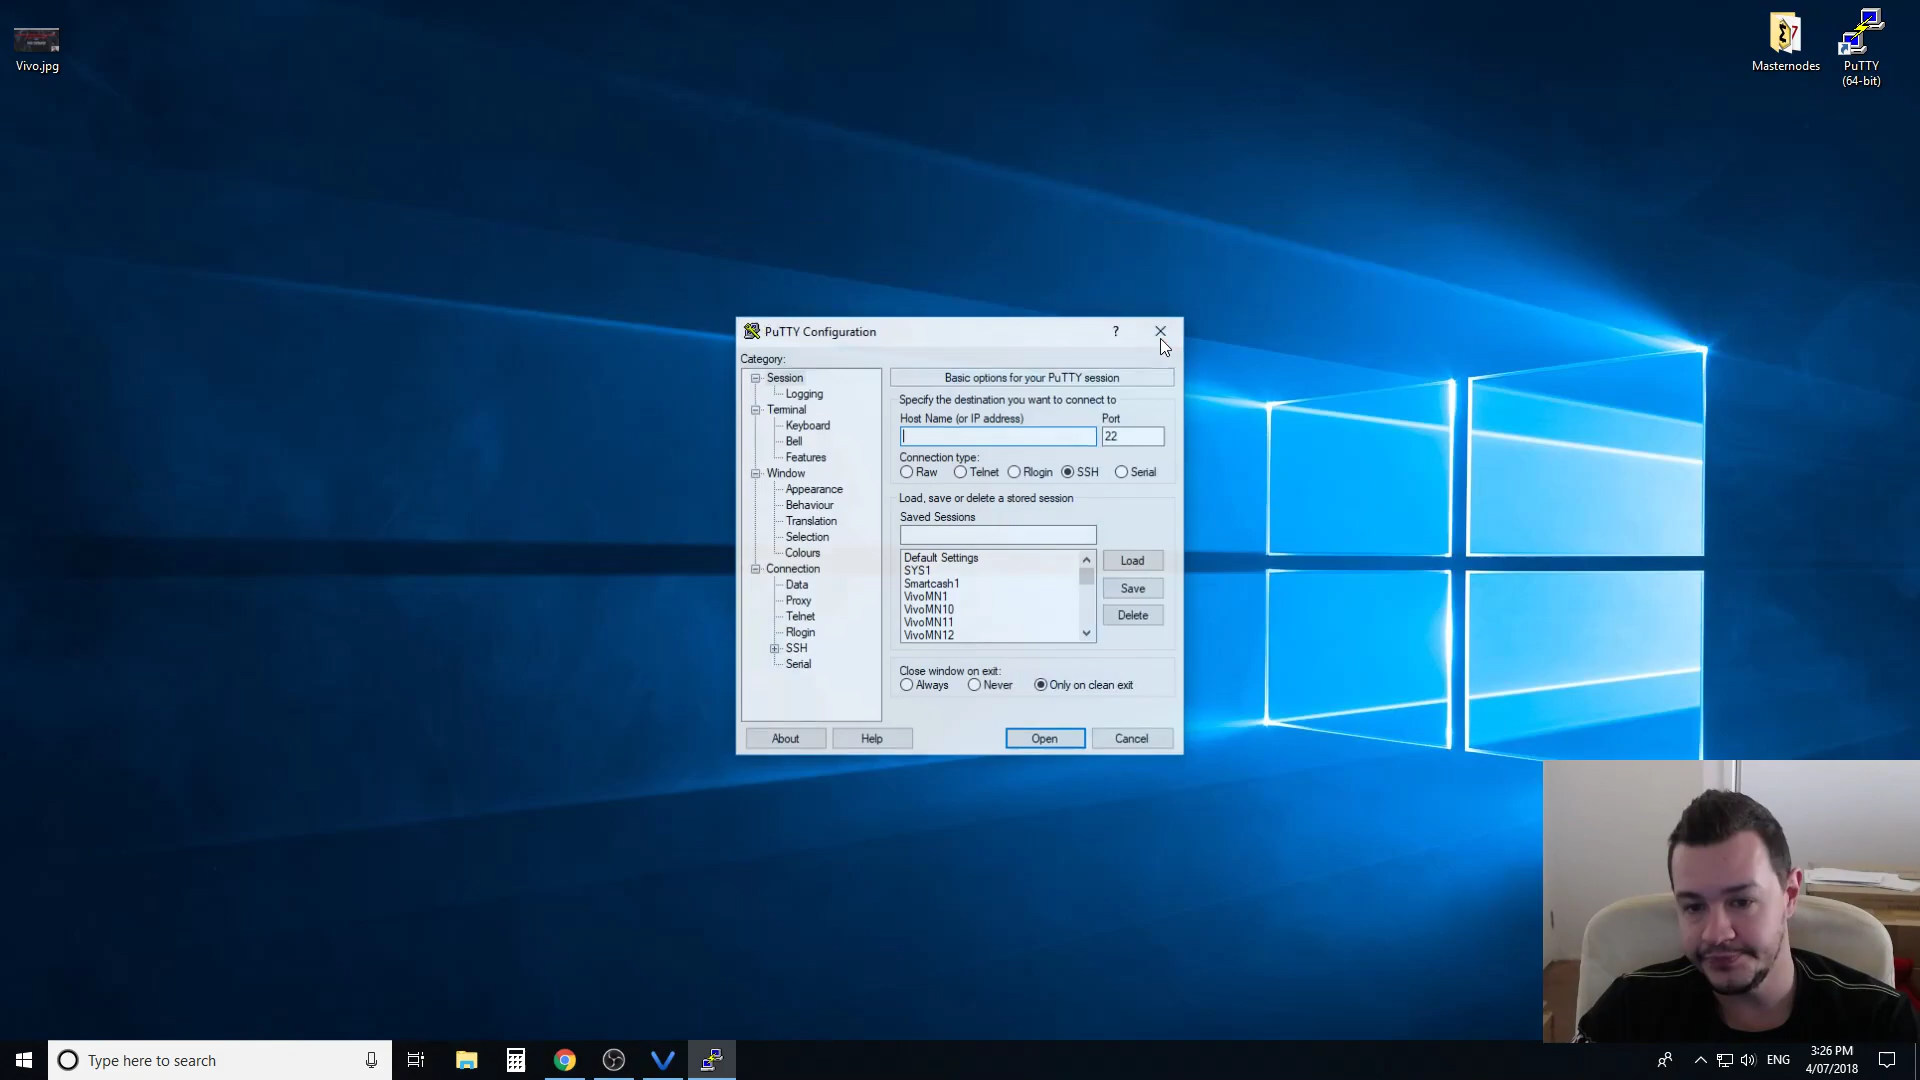 Vivo.jpg
Masternodes
PuTTY
(64-bit)
PuTTY Configuration
?
Category:
Session
Logging
Terminal
Keyboard
Bell
Features
Window
Appearance
Behaviour
Translation
Selection
Colours
Connection
Data
Proxy
Telnet
Rlogin
SSH
Serial
Basic options for your PuTTY session
Specify the destination you want to connect to
Host Name (or IP address)
Port
22
Connection type:
Raw
Telnet
Rlogin
SSH
Serial
Load, save or delete a stored session
Saved Sessions
Default Settings
SYS1
Smartcash1
VivoMN1
VivoMN10
VivoMN11
VivoMN12
Load
Save
Delete
Close window on exit:
Always
Never
Only on clean exit
About
Help
Open
Cancel
Type here to search
ENG
3:26 PM
4/07/2018